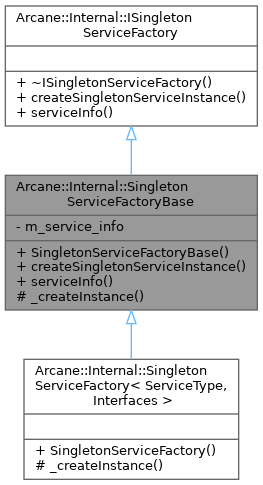 Arcane::Internal::ISingleton
ServiceFactory
+ ~ISingletonServiceFactory()
+ createSingletonServiceInstance()
+ serviceInfo()
Arcane::Internal::Singleton
ServiceFactoryBase
- m_service_info
+ SingletonServiceFactoryBase()
+ createSingletonServiceInstance()
+ serviceInfo()
# _createInstance()
Arcane::Internal::Singleton
ServiceFactory< ServiceType,
Interfaces >
+ SingletonServiceFactory()
# _createInstance()